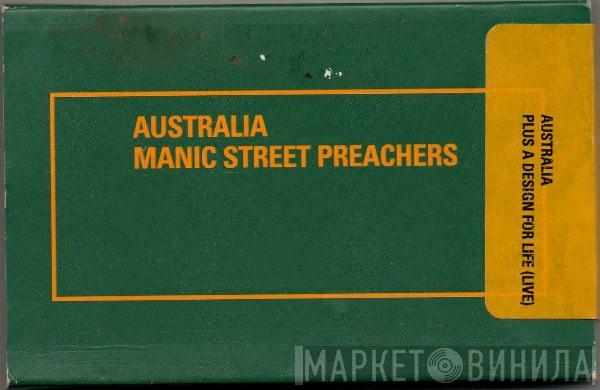 AUSTRALIA
MANIC STREET PREACHERS
AUSTRALIA
PLUS A DESIGN FOR LIFE (LIVE)
МАРКЕТ ВИНИЛА